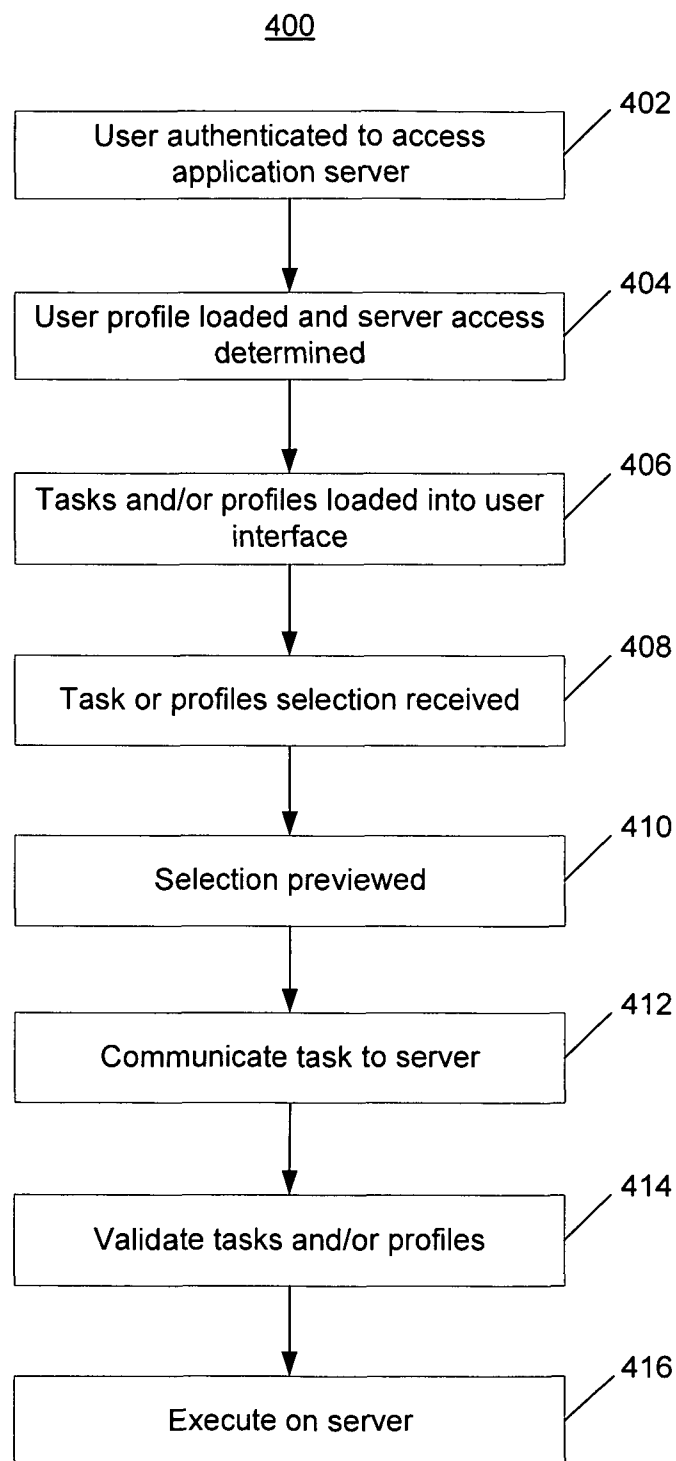 400
402
User authenticated to access
application server
404
User profile loaded and server access
determined
406
Tasks and/or profiles loaded into user
interface
408
Task or profiles selection received
410
Selection previewed
412
Communicate task to server
414
Validate tasks and/or profiles
416
Execute on server